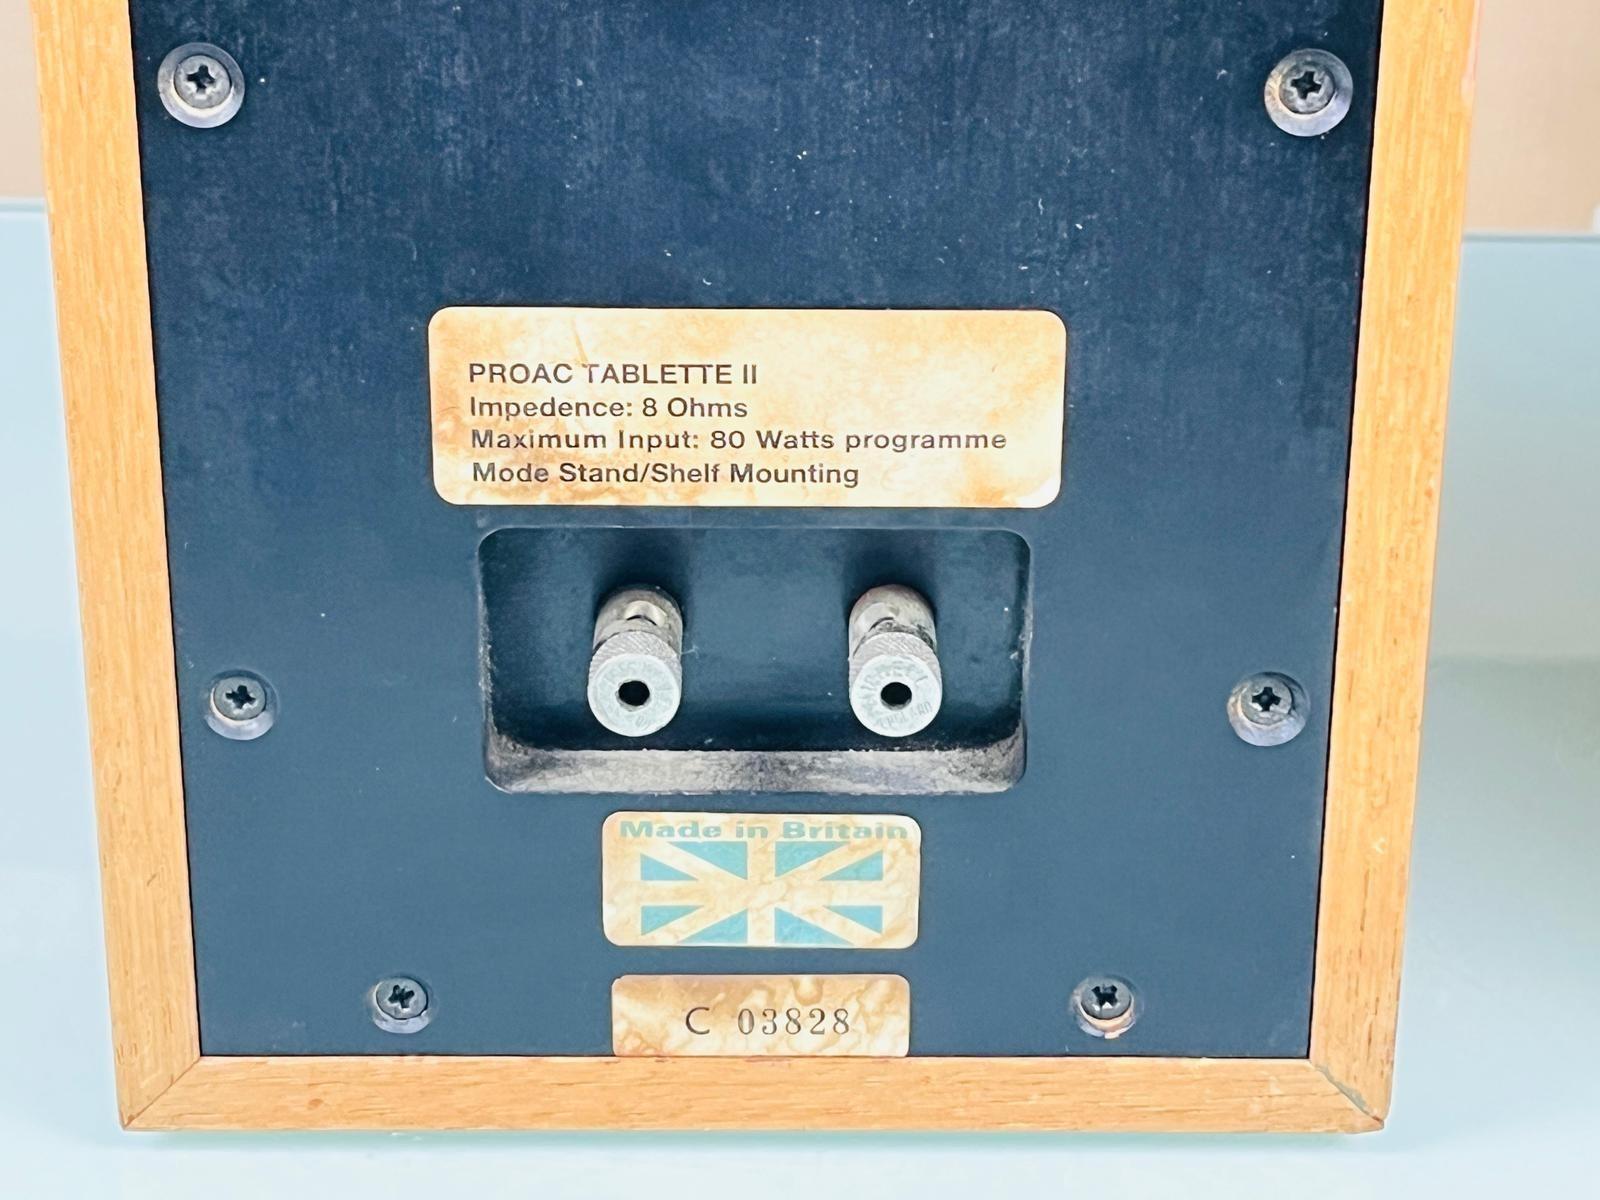 PROAC TABLETTE II
Impedence: 8 Ohms
Maximum Input: 80 Watts programme
Mode Stand/Shelf Mounting
ENGLAND
Made in Britain
C 03828